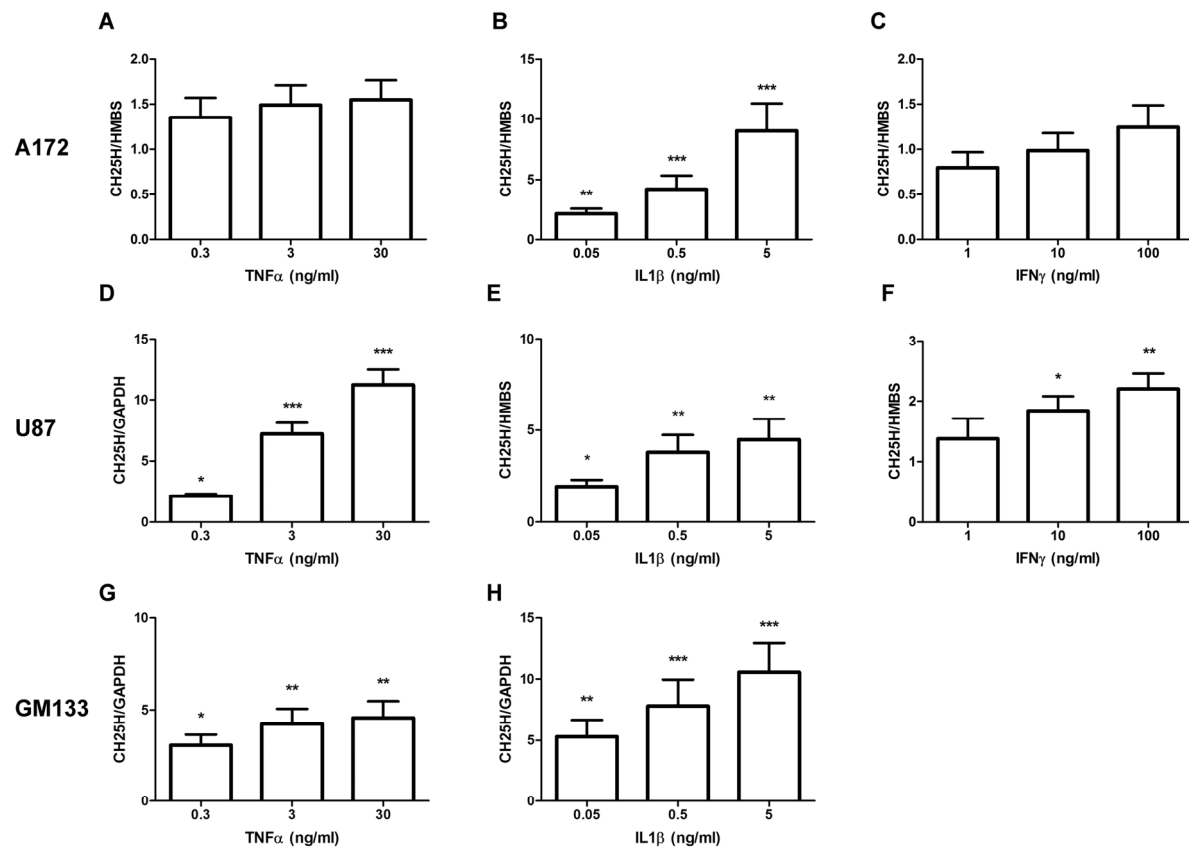 A
B
C
A172
CH25H/HMBS
2.0
1.5
1.0
0.5
0.0
0.3 3 30
TNFα (ng/ml)
CH25H/HMBS
15
10
5
0
** *** ***
0.05 0.5 5
IL1β (ng/ml)
CH25H/HMBS
2.0
1.5
1.0
0.5
0.0
1 10 100
IFNγ (ng/ml)
D
E
F
U87
CH25H/GAPDH
15
10
5
0
* *** ***
0.3 3 30
TNFα (ng/ml)
CH25H/HMBS
10
5
0
* ** **
0.05 0.5 5
IL1β (ng/ml)
CH25H/HMBS
3
2
1
0
* **
1 10 100
IFNγ (ng/ml)
G
H
GM133
CH25H/GAPDH
10
5
0
* ** **
0.3 3 30
TNFα (ng/ml)
CH25H/GAPDH
15
10
5
0
** *** ***
0.05 0.5 5
IL1β (ng/ml)